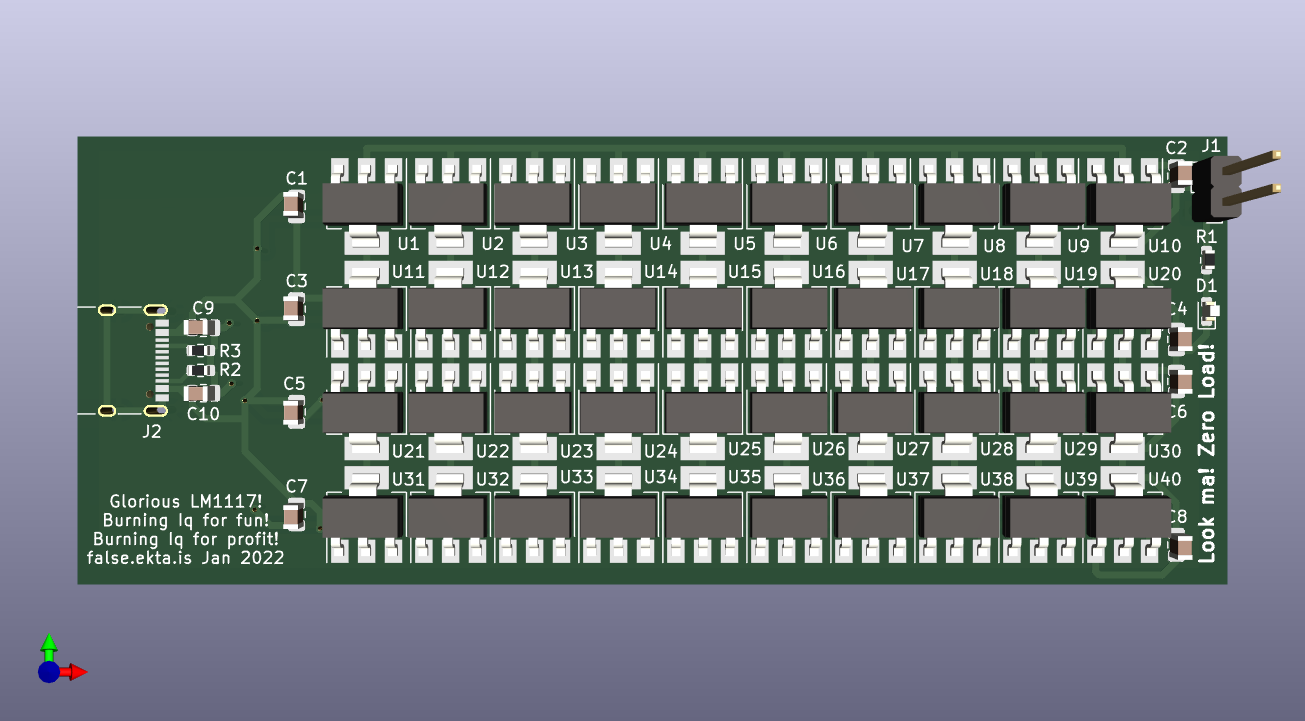 C2 J1
C1
U1 U2 U3 U4 U5 U6 U7 U8 U9 U10
R1
U11 U12 U13 U14 U15 U16 U17 U18 U19 U20
C3
D1
C9
C4
R3
R2
C5
C10
C6
J2
U21 U22 U23 U24 U25 U26 U27 U28 U29 U30
U31 U32 U33 U34 U35 U36 U37 U38 U39 U40
C7
C8
Glorious LM1117!
Burning Iq for fun!
Burning Iq for profit!
false.ekta.is Jan 2022
Look ma! Zero Load!